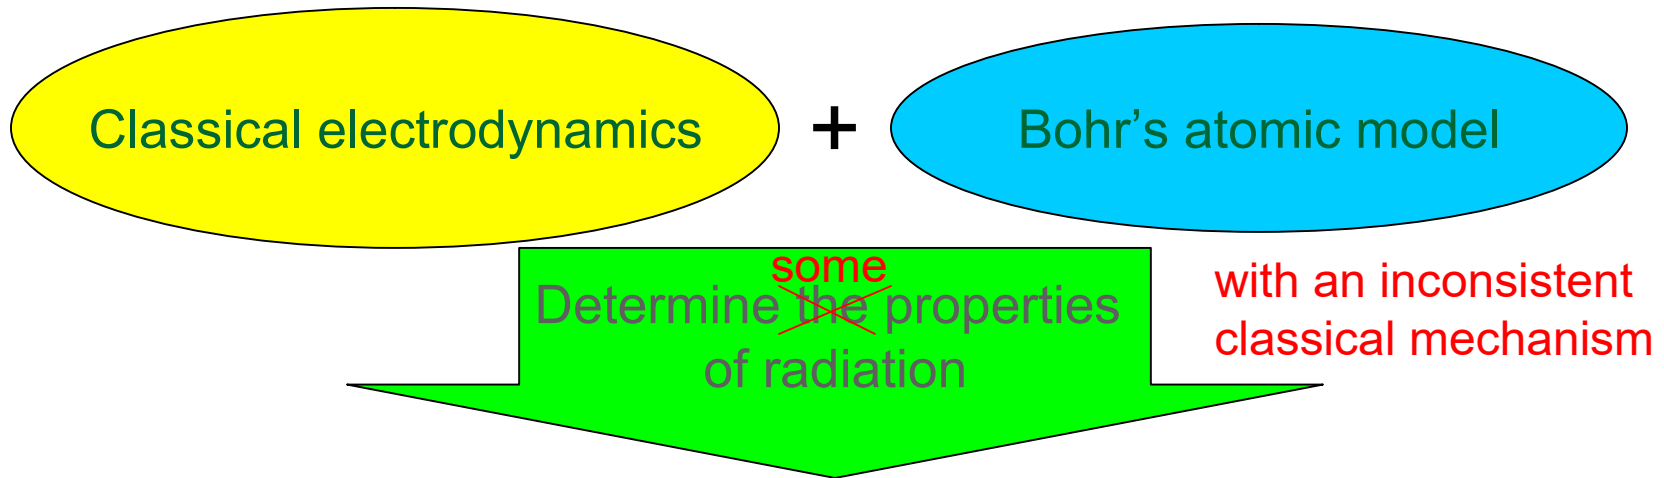 Classical electrodynamics + Bohr’s atomic model
some
Determine the properties
of radiation
with an inconsistent
classical mechanism